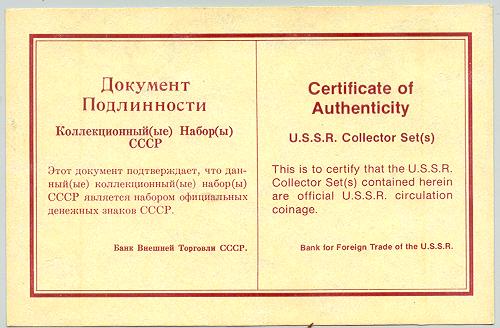 Документ
Подлинности
Коллекционный(ые) Набор(ы)
СССР
Этот документ подтверждает, что дан-
ный(ые) коллекционный(ые) набор(ы)
СССР является набором официальных
денежных знаков СССР.
Банк Внешней Торговли СССР.
Certificate of
Authenticity
U.S.S.R. Collector Set(s)
This is to certify that the U.S.S.R.
Collector Set(s) contained herein
are official U.S.S.R. circulation
coinage.
Bank for Foreign Trade of the U.S.S.R.